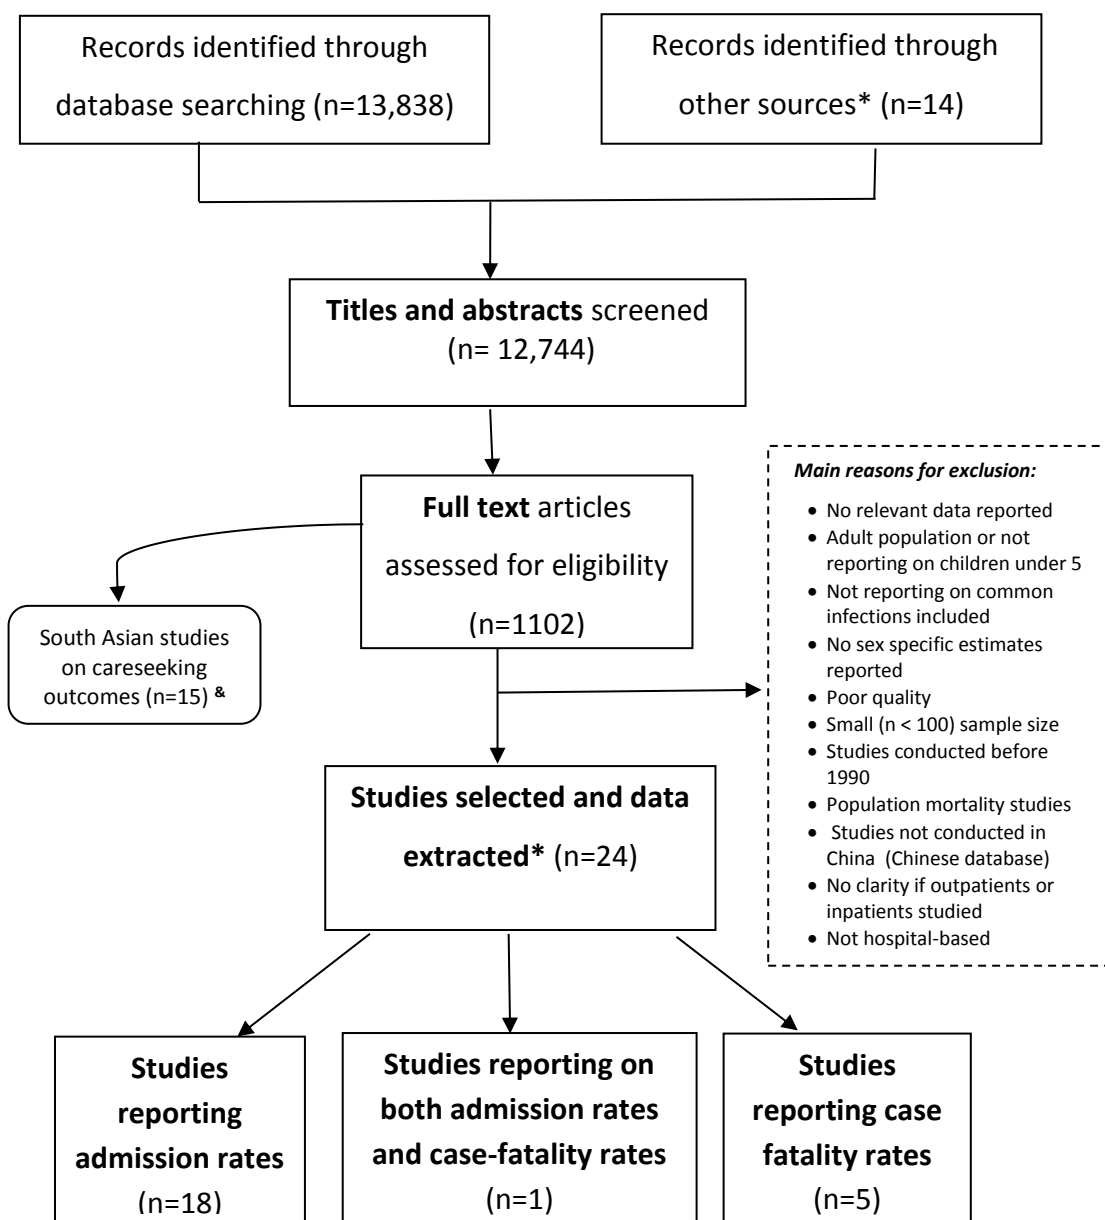 Records identified through
database searching (n=13,838)
Records identified through
other sources* (n=14)
Titles and abstracts screened
(n= 12,744)
Full text articles
assessed for eligibility
(n=1102)
South Asian studies
on careseeking
outcomes (n=15) &
Main reasons for exclusion:
• No relevant data reported
• Adult population or not
reporting on children under 5
• Not reporting on common
infections included
• No sex specific estimates
reported
• Poor quality
• Small (n < 100) sample size
• Studies conducted before
1990
• Population mortality studies
• Studies not conducted in
China (Chinese database)
• No clarity if outpatients or
inpatients studied
• Not hospital-based
Studies selected and data
extracted* (n=24)
Studies
reporting
admission rates
(n=18)
Studies reporting on
both admission rates
and case-fatality rates
(n=1)
Studies
reporting case
fatality rates
(n=5)